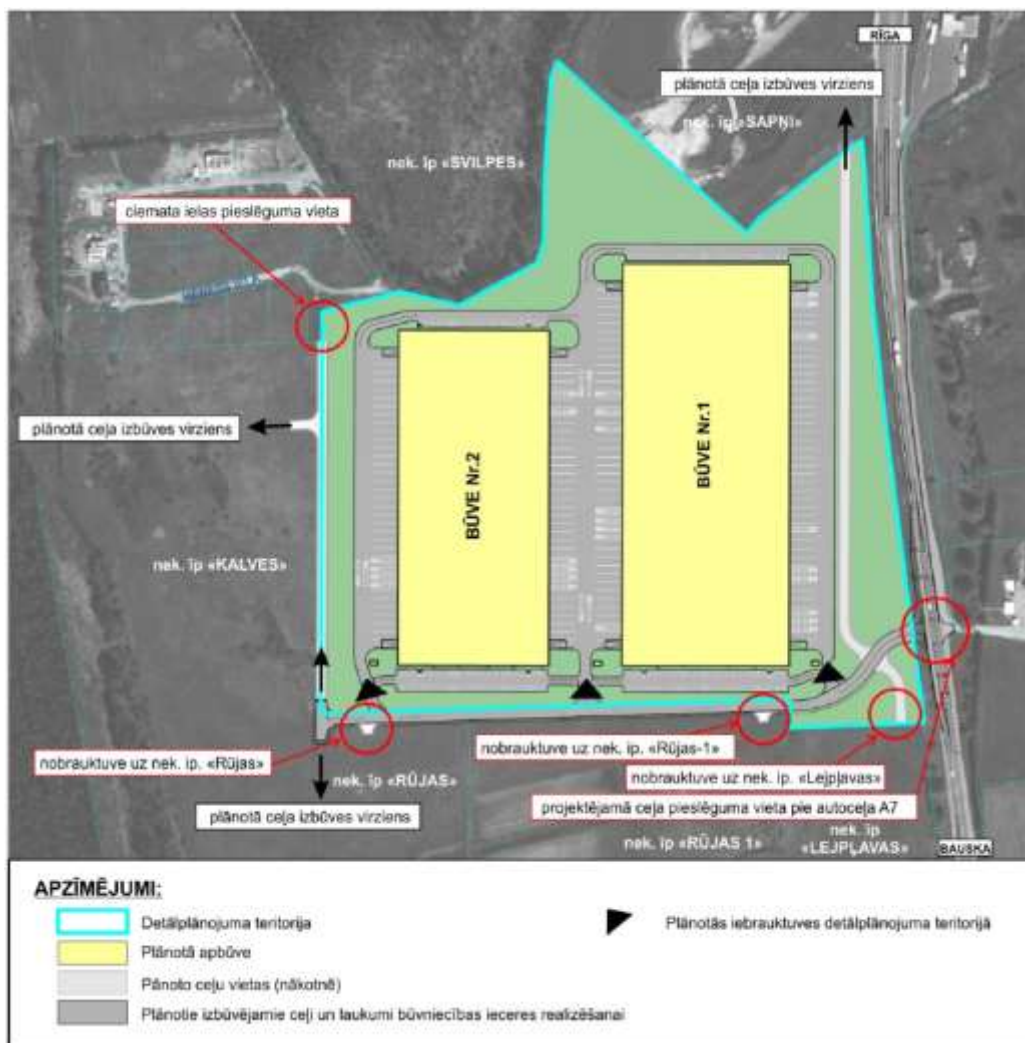 RĪGA
plānotā ceļa izbūves virziens
nek. īp «SAPŅI»
nek. īp «SVILPES»
ciemata ielas pieslēguma vieta
plānotā ceļa izbūves virziens
BŪVE Nr.2
BŪVE Nr.1
nek. īp «KALVES»
nobrauktuve uz nek. īp. «Rūjas»
nek. īp «RŪJAS»
nobrauktuve uz nek. īp. «Rūjas-1»
nobrauktuve uz nek. īp. «Lejpļavas»
plānotā ceļa izbūves virziens
projektējamā ceļa pieslēguma vieta pie autoceļa A7
nek. īp «RŪJAS 1»
nek. īp
«LEJPĻAVAS»
BAUSKA
APZĪMĒJUMI:
Detālplānojuma teritorija
Plānotās iebrauktuves detālplānojuma teritorijā
Plānotā apbūve
Pānoto ceļu vietas (nākotnē)
Plānotie izbūvējamie ceļi un laukumi būvniecības ieceres realizēšanai